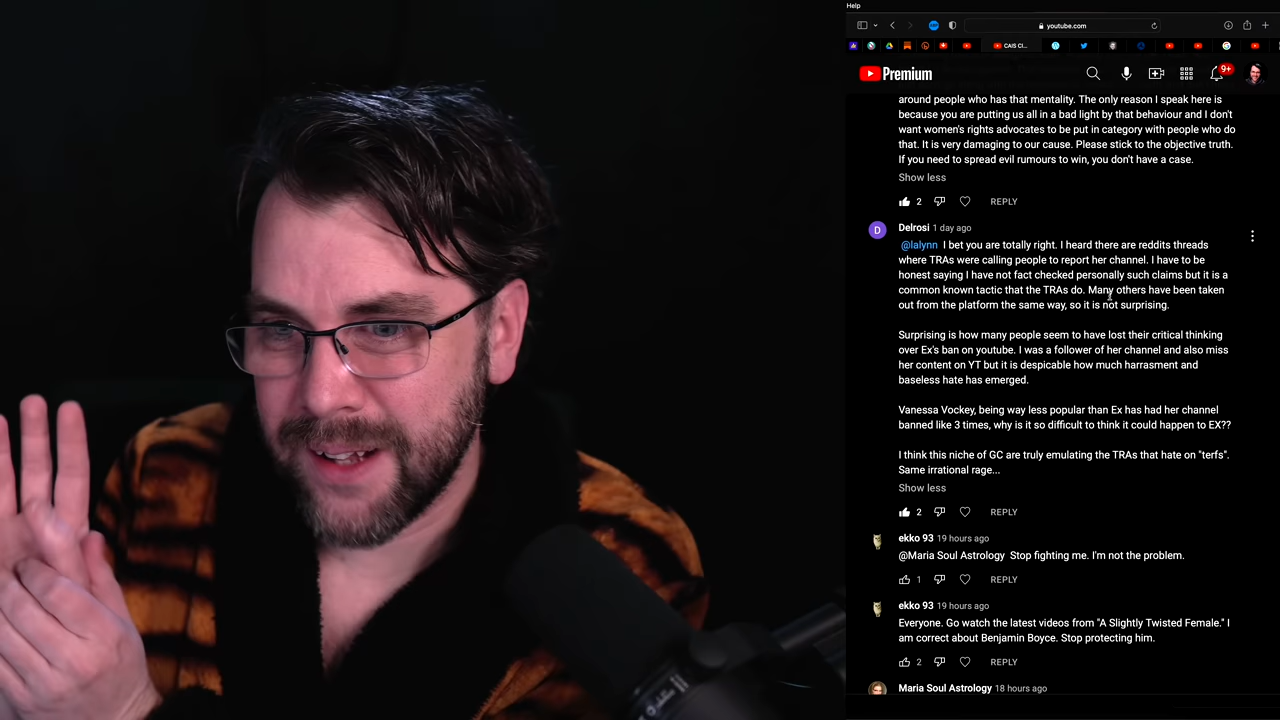 Help
youtube.com
CAIS Cl...
Premium
9+
around people who has that mentality. The only reason I speak here is
because you are putting us all in a bad light by that behaviour and I don't
want women's rights advocates to be put in category with people who do
that. It is very damaging to our cause. Please stick to the objective truth.
If you need to spread evil rumours to win, you don't have a case.
Show less
2
REPLY
D
Delrosi 1 day ago
@lalynn I bet you are totally right. I heard there are reddits threads
where TRAs were calling people to report her channel. I have to be
honest saying I have not fact checked personally such claims but it is a
common known tactic that the TRAs do. Many others have been taken
out from the platform the same way, so it is not surprising.
Surprising is how many people seem to have lost their critical thinking
over Ex's ban on youtube. I was a follower of her channel and also miss
her content on YT but it is despicable how much harrasment and
baseless hate has emerged.
Vanessa Vockey, being way less popular than Ex has had her channel
banned like 3 times, why is it so difficult to think it could happen to EX??
I think this niche of GC are truly emulating the TRAs that hate on "terfs".
Same irrational rage...
Show less
2
REPLY
ekko 93 19 hours ago
@Maria Soul Astrology Stop fighting me. I'm not the problem.
1
REPLY
ekko 93 19 hours ago
Everyone. Go watch the latest videos from "A Slightly Twisted Female." I
am correct about Benjamin Boyce. Stop protecting him.
2
REPLY
Maria Soul Astrology 18 hours ago